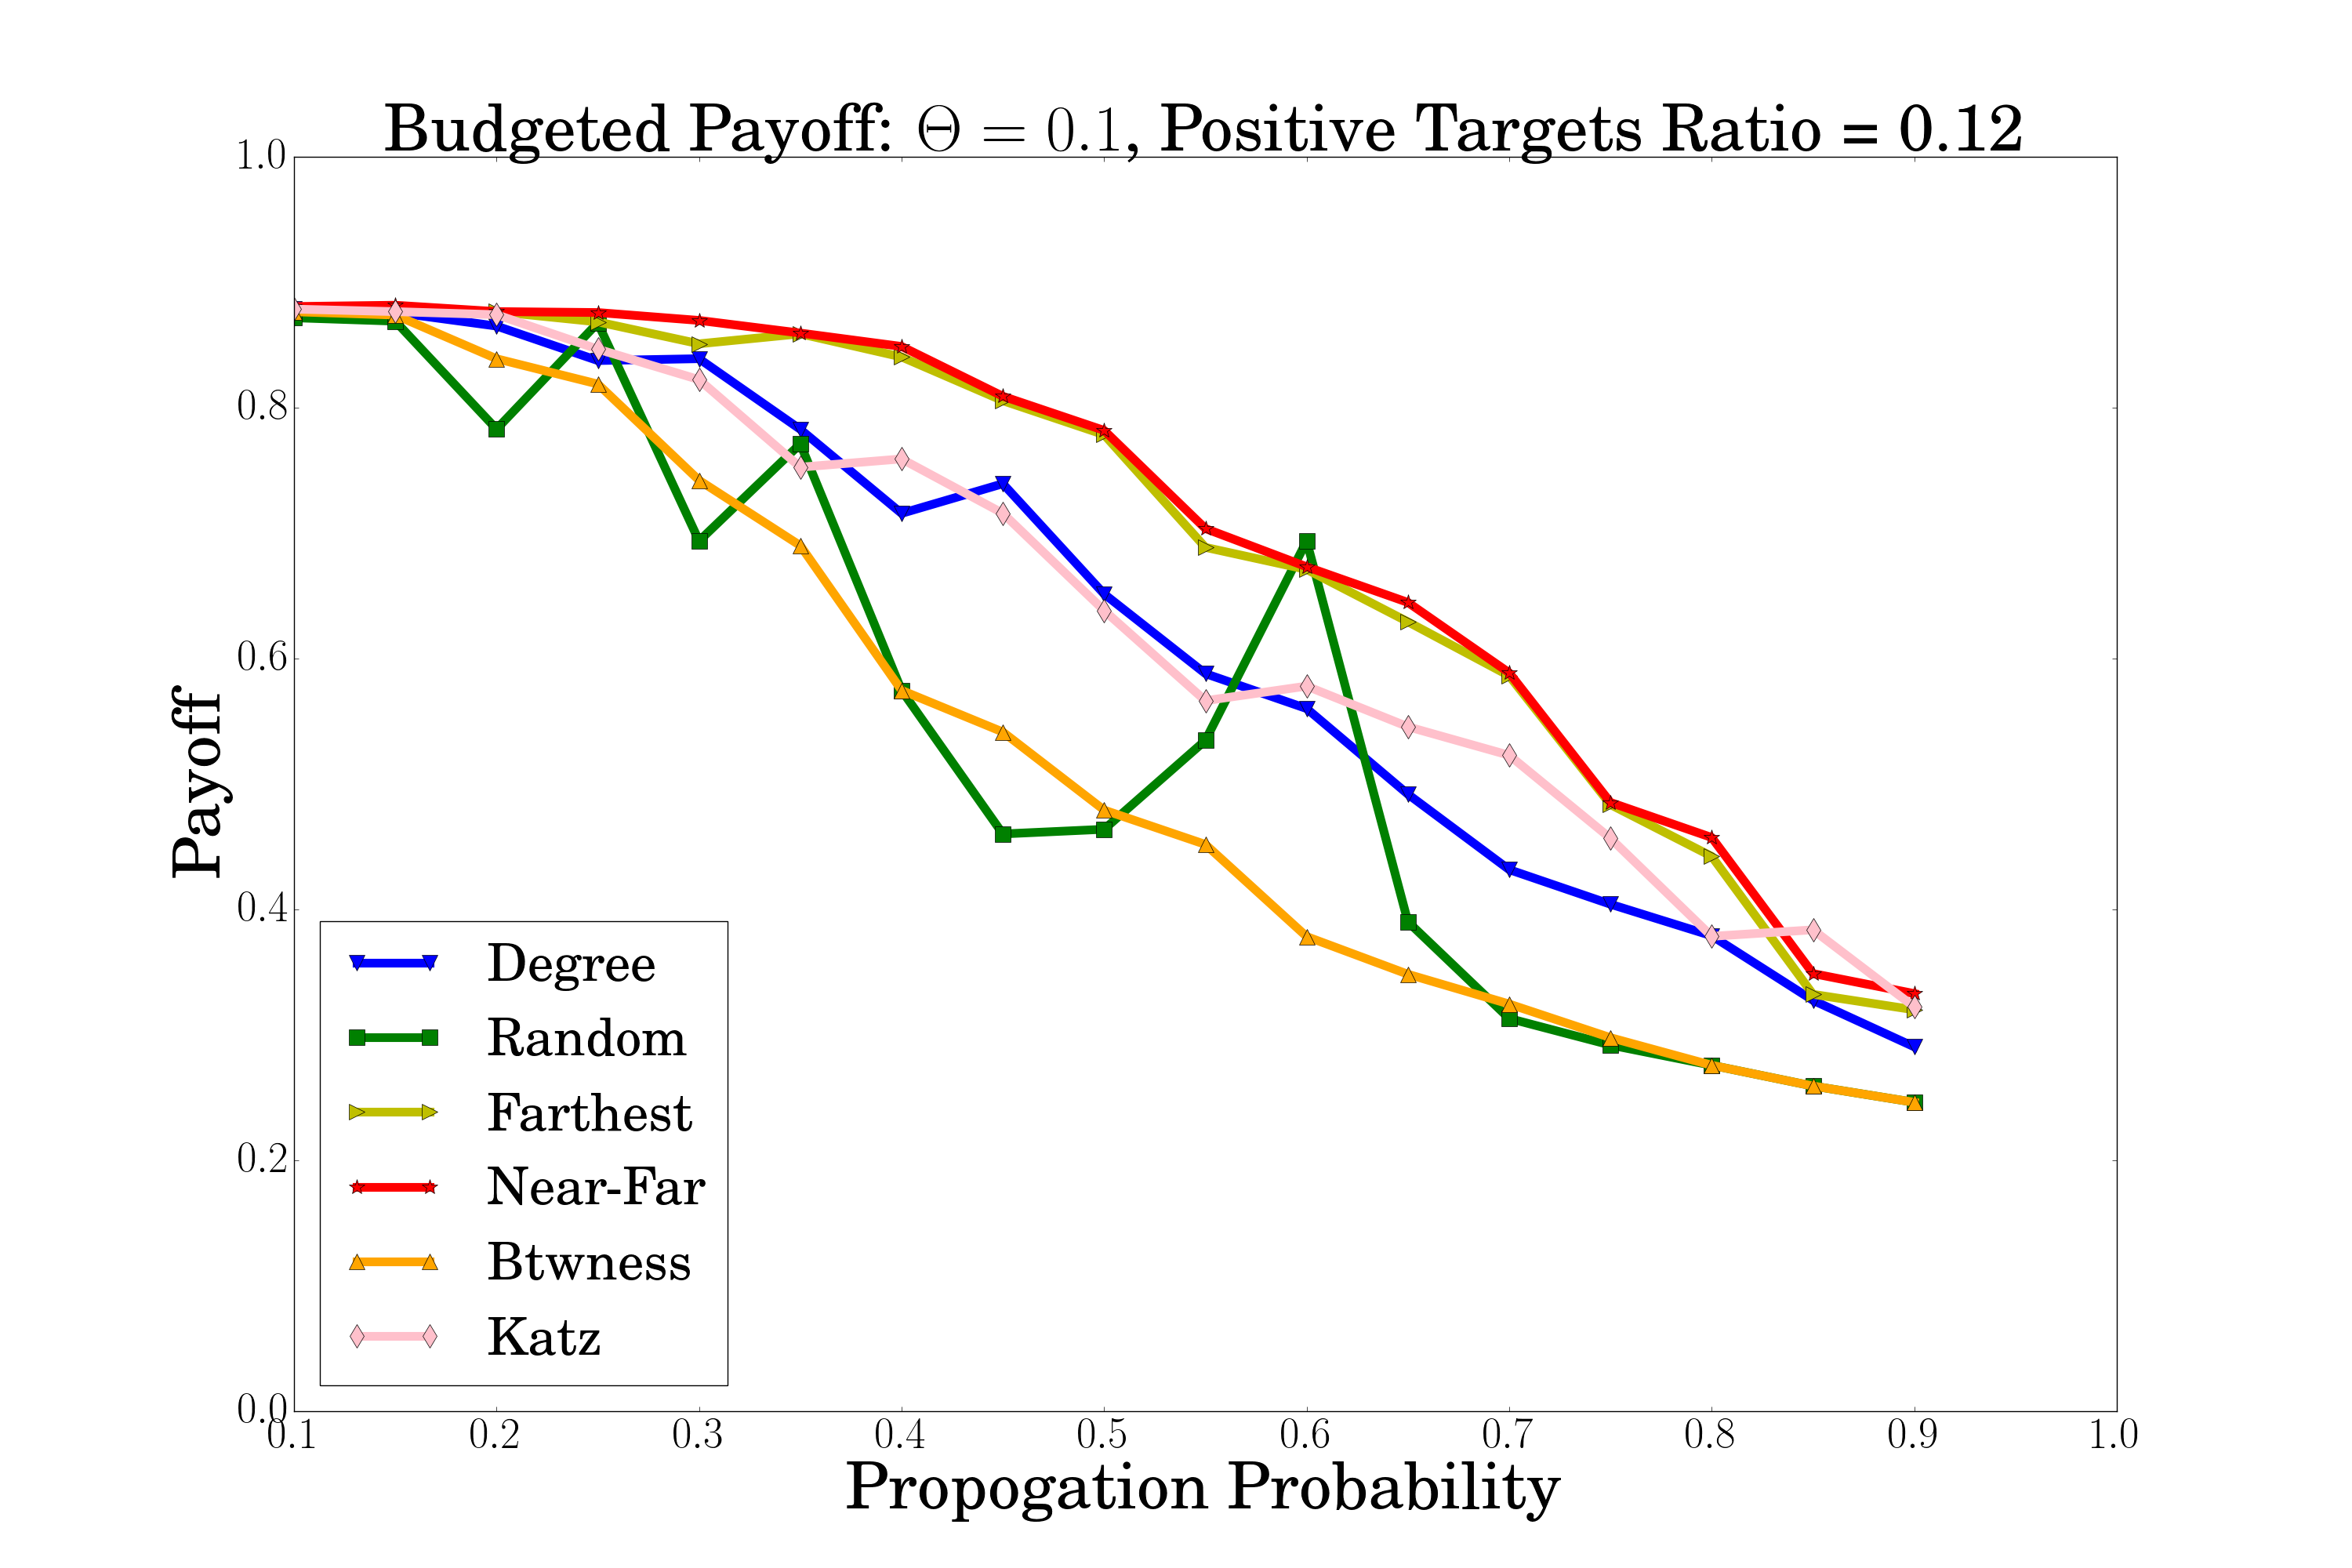 Budgeted Payoff: Θ = 0.1, Positive Targets Ratio = 0.12
1.0
0.8
0.6
0.4
0.2
0.0
Payoff
Degree
Random
Farthest
Near-Far
Btwness
Katz
0.1 0.2 0.3 0.4 0.5 0.6 0.7 0.8 0.9 1.0
Propogation Probability